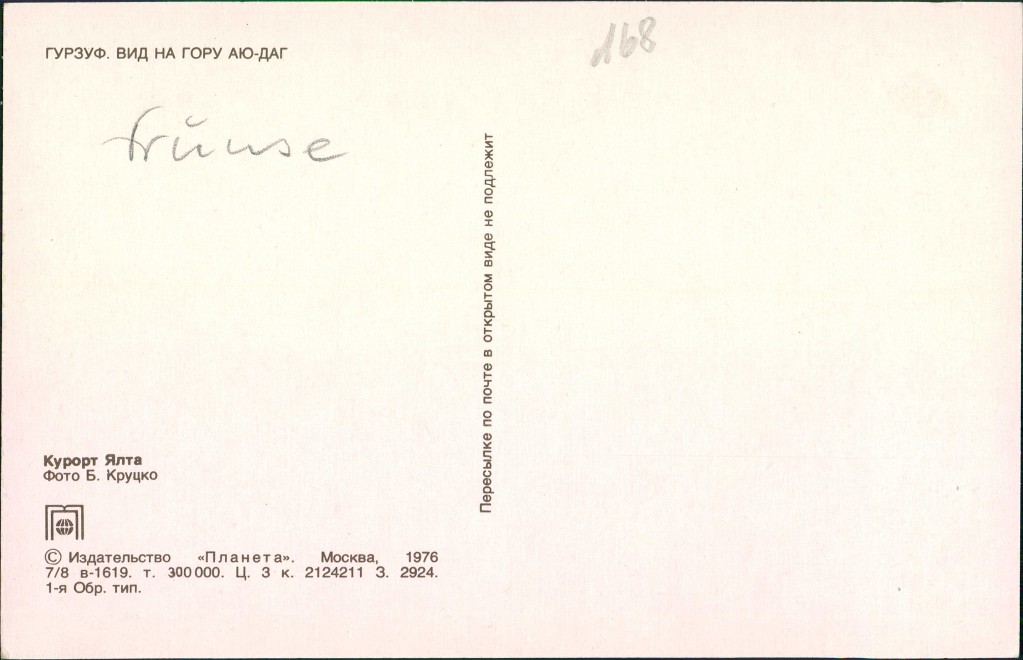 ГУРЗУФ. ВИД НА ГОРУ АЮ-ДАГ
168
Пересылке по почте в открытом виде не подлежит
Курорт Ялта
Фото Б. Круцко
© Издательство «Планета». Москва, 1976
7/8 в-1619. т. 300 000. Ц. 3 к. 2124211 З. 2924.
1-я Обр. тип.